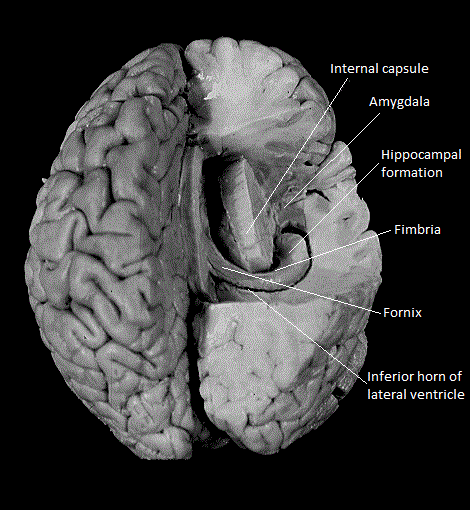 Internal capsule
Amygdala
Hippocampal
formation
Fimbria
Fornix
Inferior horn of
lateral ventricle